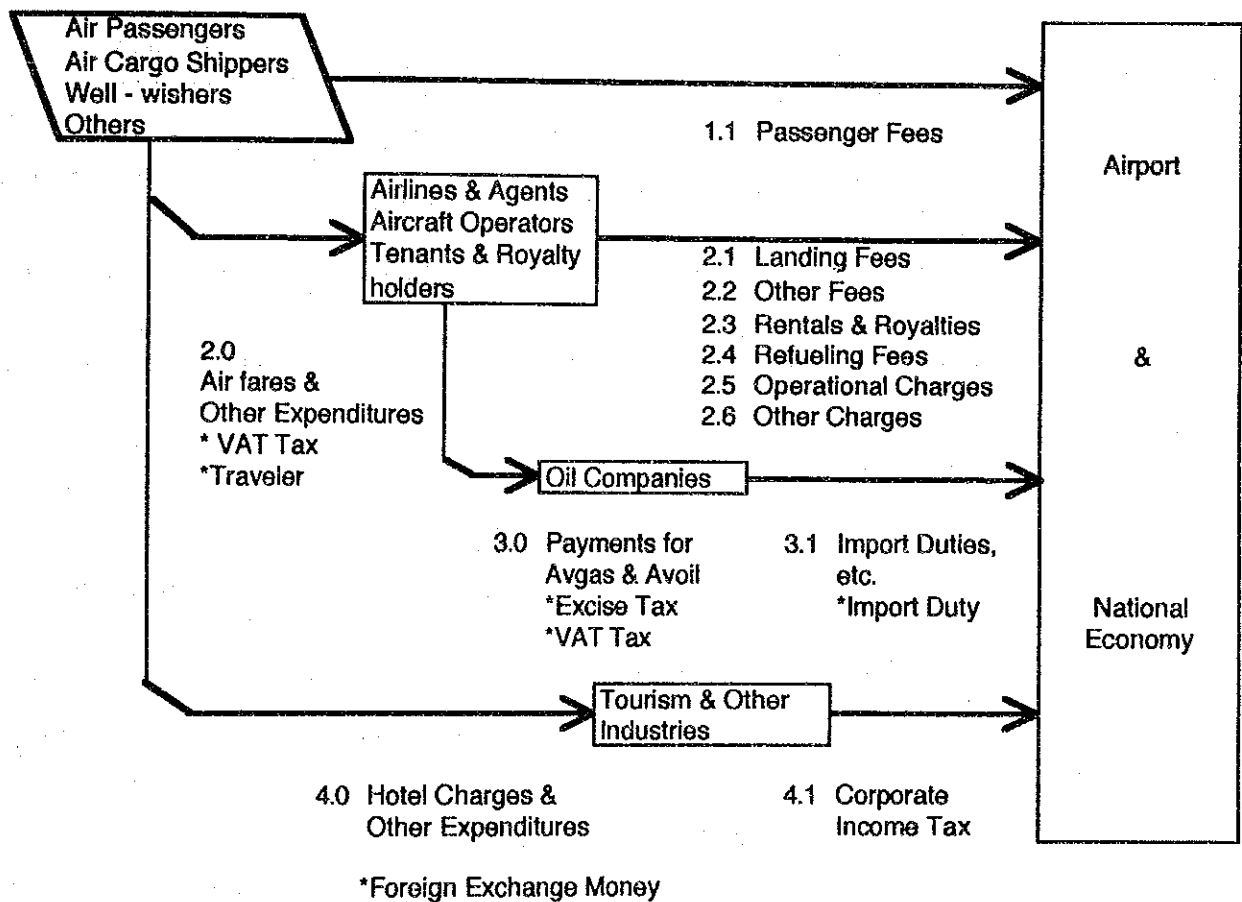 Air Passengers
Air Cargo Shippers
Well - wishers
Others
1.1 Passenger Fees
Airport
&
National
Economy
Airlines & Agents
Aircraft Operators
Tenants & Royalty
holders
2.1 Landing Fees
2.2 Other Fees
2.3 Rentals & Royalties
2.4 Refueling Fees
2.5 Operational Charges
2.6 Other Charges
2.0
Air fares &
Other Expenditures
* VAT Tax
*Traveler
Oil Companies
3.0 Payments for
Avgas & Avoil
*Excise Tax
*VAT Tax
3.1 Import Duties,
etc.
*Import Duty
Tourism & Other
Industries
4.0 Hotel Charges &
Other Expenditures
*Foreign Exchange Money
4.1 Corporate
Income Tax